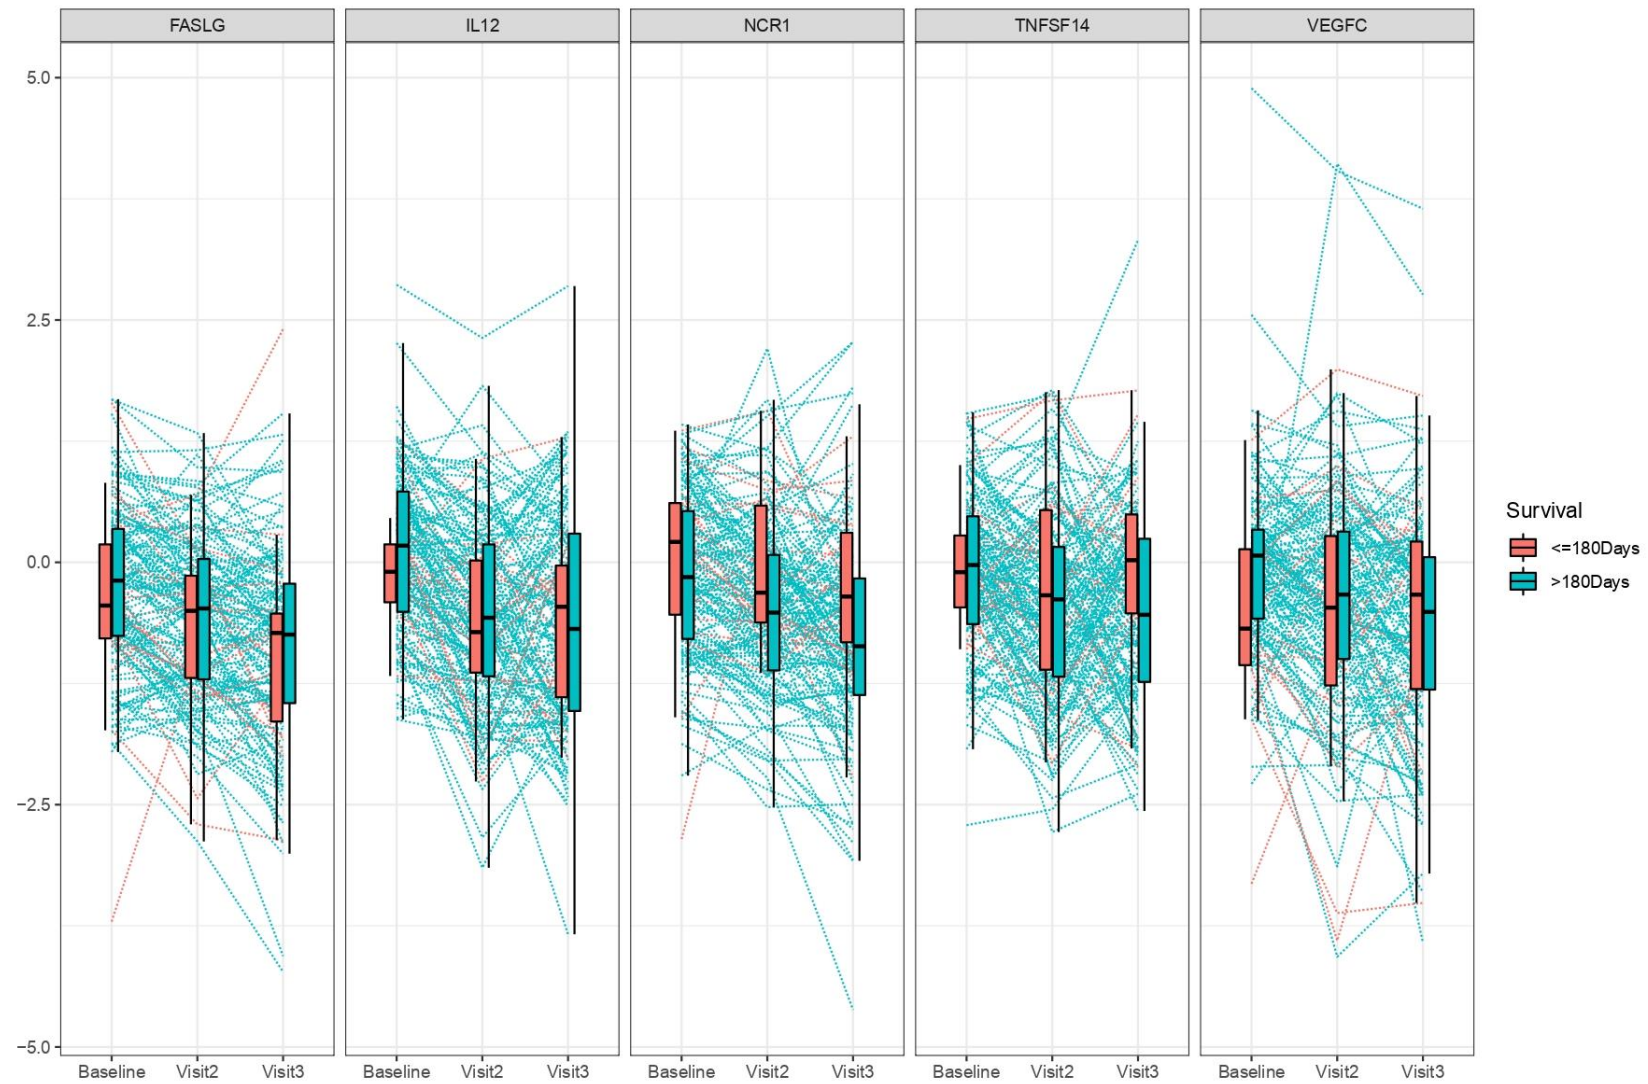 FASLG IL12 NCR1 TNFSF14 VEGFC
5.0
2.5
0.0
−2.5
−5.0
Survival
<=180Days
>180Days
Baseline Visit2 Visit3 Baseline Visit2 Visit3 Baseline Visit2 Visit3 Baseline Visit2 Visit3 Baseline Visit2 Visit3